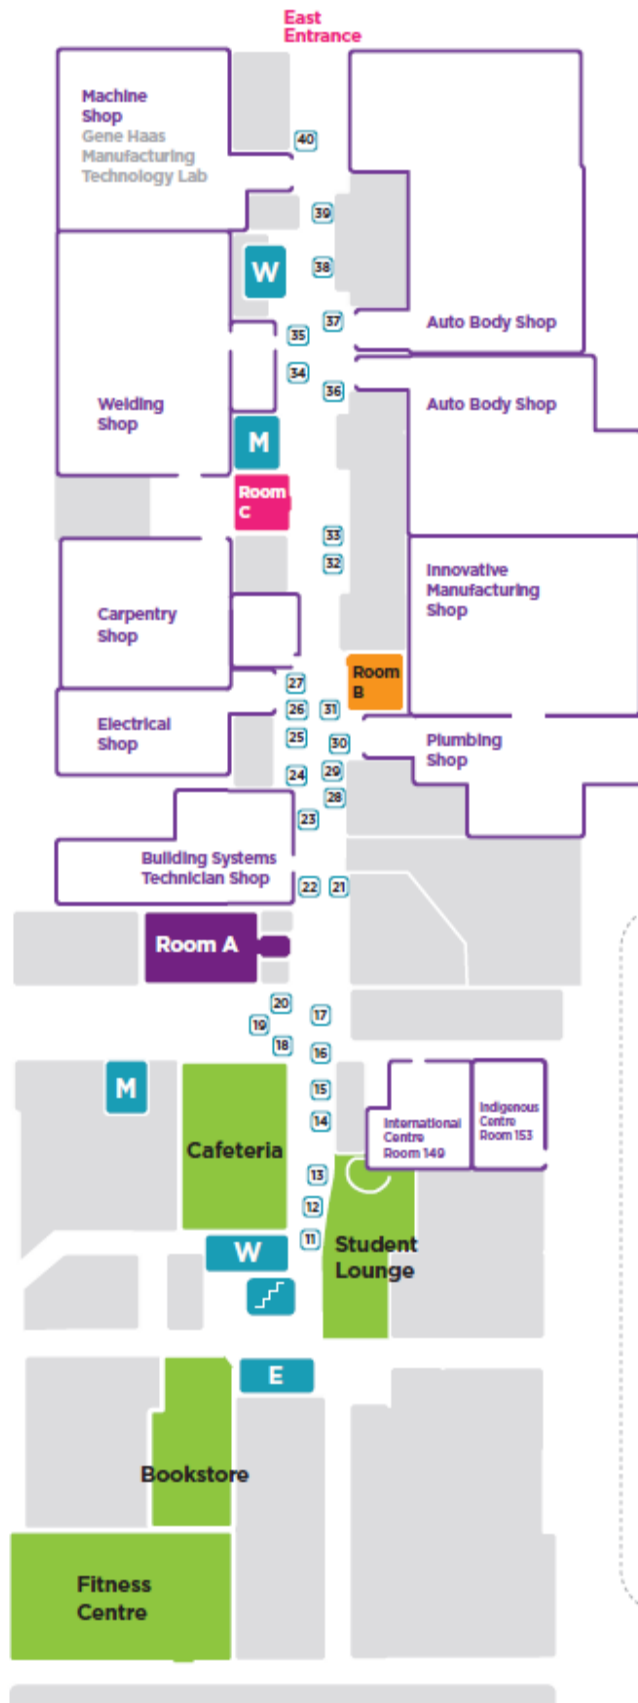 East
Entrance
Machine
Shop
Gene Haas
Manufacturing
Technology Lab
40
39
W
38
37
Auto Body Shop
35
34
36
Auto Body Shop
Welding
Shop
M
Room
C
33
32
Innovative
Manufacturing
Shop
Carpentry
Shop
Room
B
27
26
31
Electrical
Shop
25
30
Plumbing
Shop
24
29
28
23
Building Systems
Technician Shop
22
21
Room A
20
17
19
18
16
M
15
14
International
Centre
Room 149
Indigenous
Centre
Room 153
Cafeteria
13
12
11
W
Student
Lounge
E
Bookstore
Fitness
Centre